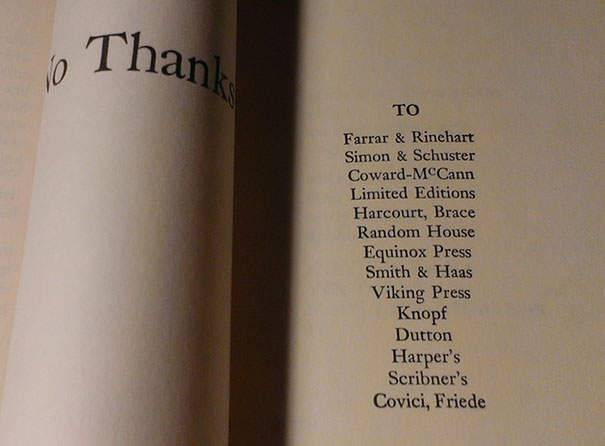 No Thanks
TO
Farrar & Rinehart
Simon & Schuster
Coward-McCann
Limited Editions
Harcourt, Brace
Random House
Equinox Press
Smith & Haas
Viking Press
Knopf
Dutton
Harper's
Scribner's
Covici, Friede